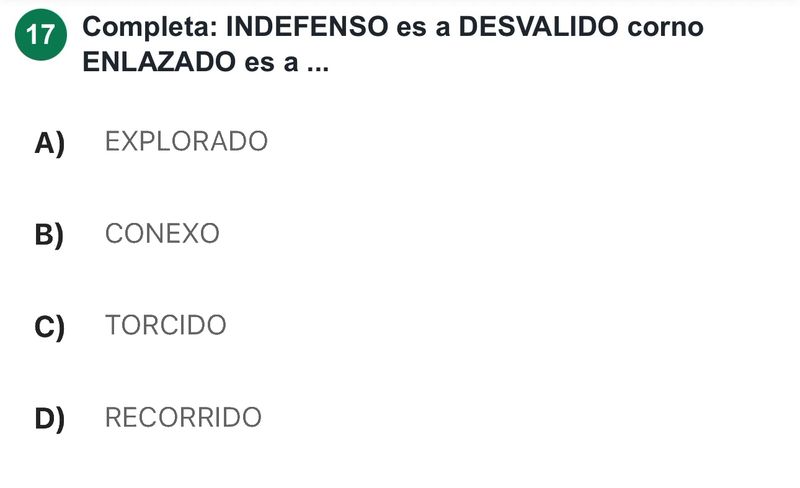 17 Completa: INDEFENSO es a DESVALIDO corno
ENLAZADO es a ...
A) EXPLORADO
B) CONEXO
C) TORCIDO
D) RECORRIDO